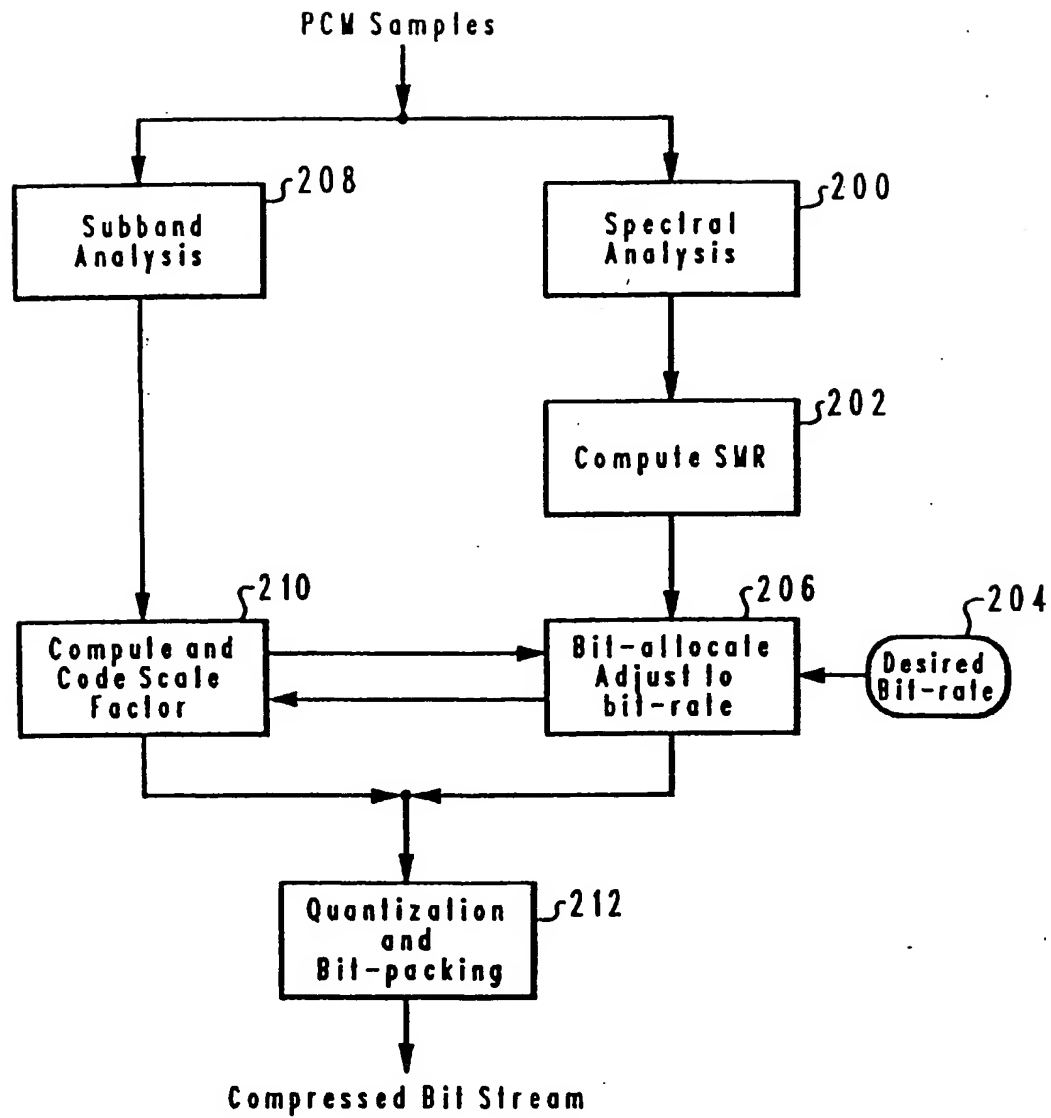 PCM Samples
208
Subband
Analysis
200
Spectral
Analysis
202
Compute SMR
210
Compute and
Code Scale
Factor
206
Bit-allocate
Adjust to
bit-rate
204
Desired
Bit-rate
212
Quantization
and
Bit-packing
Compressed Bit Stream